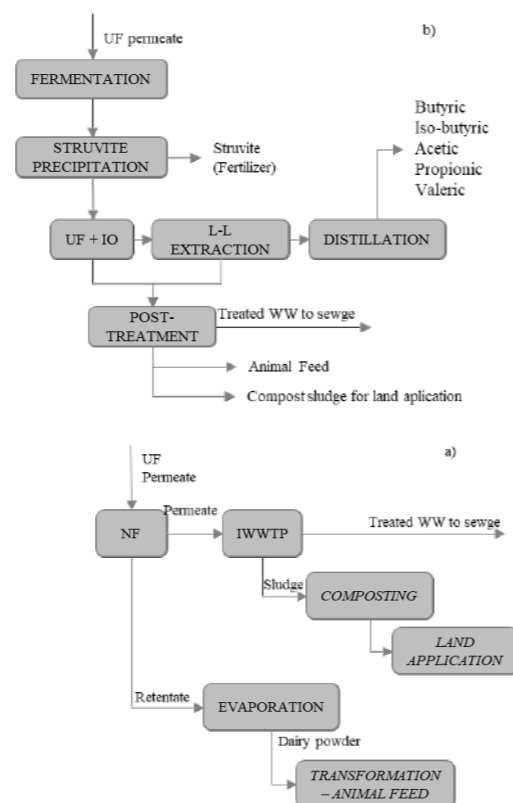 UF permeate
b)
FERMENTATION
STRUVITE
PRECIPITATION
Struvite
(Fertilizer)
Butyric
Iso-butyric
Acetic
Propionic
Valeric
UF + IO
L-L
EXTRACTION
DISTILLATION
POST-
TREATMENT
Treated WW to sewge
Animal Feed
Compost sludge for land aplication
a)
UF
Permeate
NF
Permeate
IWWTP
Treated WW to sewge
Sludge
COMPOSTING
LAND
APPLICATION
Retentate
EVAPORATION
Dairy powder
TRANSFORMATION
– ANIMAL FEED